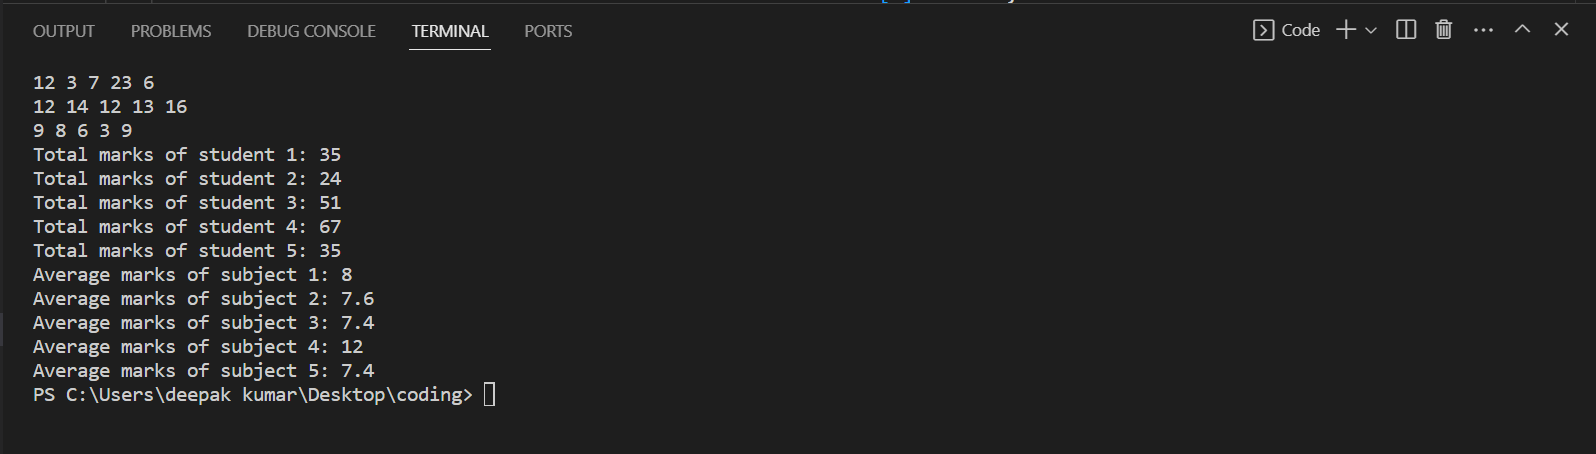 OUTPUT PROBLEMS DEBUG CONSOLE TERMINAL PORTS Code
12 3 7 23 6
12 14 12 13 16
9 8 6 3 9
Total marks of student 1: 35
Total marks of student 2: 24
Total marks of student 3: 51
Total marks of student 4: 67
Total marks of student 5: 35
Average marks of subject 1: 8
Average marks of subject 2: 7.6
Average marks of subject 3: 7.4
Average marks of subject 4: 12
Average marks of subject 5: 7.4
PS C:\Users\deepak kumar\Desktop\coding>